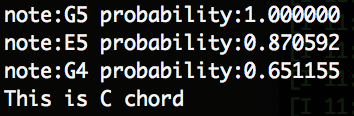 note:G5 probability:1.000000
note:E5 probability:0.870592
note:G4 probability:0.651155
This is C chord